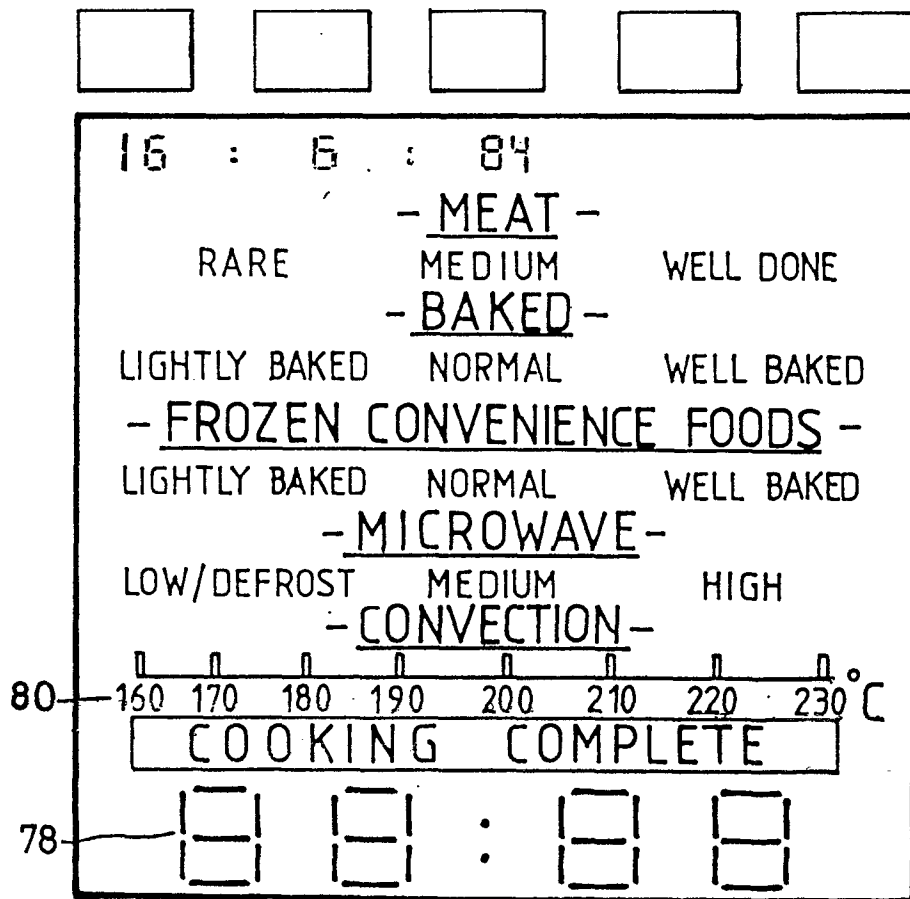 16 : 6 : 84
- MEAT -
RARE MEDIUM WELL DONE
- BAKED -
LIGHTLY BAKED NORMAL WELL BAKED
- FROZEN CONVENIENCE FOODS -
LIGHTLY BAKED NORMAL WELL BAKED
- MICROWAVE -
LOW/DEFROST MEDIUM HIGH
- CONVECTION -
80 160 170 180 190 200 210 220 230 °C
COOKING COMPLETE
78 88:88